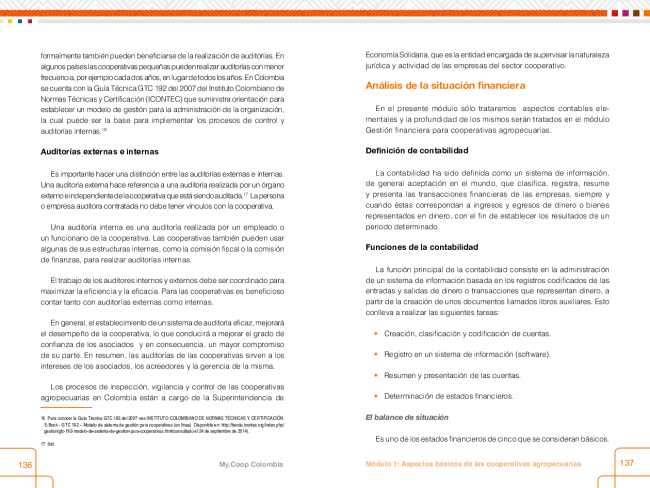 formalmente también pueden beneficiarse de la realización de auditorías. En
algunos países las cooperativas pequeñas pueden realizar auditorías con menor
frecuencia, por ejemplo cada dos años, en lugar de todos los años. En Colombia
se cuenta con la Guía Técnica GTC 192 del 2007 del Instituto Colombiano de
Normas Técnicas y Certificación (ICONTEC) que suministra orientación para
establecer un modelo de gestión para la administración de la organización,
la cual puede ser la base para implementar los procesos de control y
auditorías internas.16
Auditorías externas e internas
Es importante hacer una distinción entre las auditorías externas e internas.
Una auditoría externa hace referencia a una auditoría realizada por un órgano
externo e independiente de la cooperativa que está siendo auditada.17 La persona
o empresa auditora contratada no debe tener vínculos con la cooperativa.
Una auditoría interna es una auditoría realizada por un empleado o
un funcionario de la cooperativa. Las cooperativas también pueden usar
algunas de sus estructuras internas, como la comisión fiscal o la comisión
de finanzas, para realizar auditorías internas.
El trabajo de los auditores internos y externos debe ser coordinado para
maximizar la eficiencia y la eficacia. Para las cooperativas es beneficioso
contar tanto con auditorías externas como internas.
En general, el establecimiento de un sistema de auditoría eficaz, mejorará
el desempeño de la cooperativa, lo que conducirá a mejorar el grado de
confianza de los asociados y en consecuencia, un mayor compromiso
de su parte. En resumen, las auditorías de las cooperativas sirven a los
intereses de los asociados, los acreedores y la gerencia de la misma.
Los procesos de inspección, vigilancia y control de las cooperativas
agropecuarias en Colombia están a cargo de la Superintendencia de
16 Para conocer la Guía Técnica GTC 192 del 2007 vea INSTITUTO COLOMBIANO DE NORMAS TÉCNICAS Y CERTIFICACIÓN.
E-Book - GTC 192 – Modelo de sistema de gestión para cooperativas (en línea). Disponible en: http://tienda.icontec.org/index.php/
gestion/gtc-192-modelo-de-sistema-de-gestion-para-cooperativas.html (consultado el 24 de septiembre de 2014).
17 Ibid.
136
My.Coop Colombia
Economía Solidaria, que es la entidad encargada de supervisar la naturaleza
jurídica y actividad de las empresas del sector cooperativo.
Análisis de la situación financiera
En el presente módulo sólo trataremos aspectos contables ele-
mentales y la profundidad de los mismos serán tratados en el módulo
Gestión financiera para cooperativas agropecuarias.
Definición de contabilidad
La contabilidad ha sido definida como un sistema de información,
de general aceptación en el mundo, que clasifica, registra, resume
y presenta las transacciones financieras de las empresas, siempre y
cuando éstas correspondan a ingresos y egresos de dinero o bienes
representados en dinero, con el fin de establecer los resultados de un
periodo determinado.
Funciones de la contabilidad
La función principal de la contabilidad consiste en la administración
de un sistema de información basada en los registros codificados de las
entradas y salidas de dinero o transacciones que representan dinero, a
partir de la creación de unos documentos llamados libros auxiliares. Esto
conlleva a realizar las siguientes tareas:
• Creación, clasificación y codificación de cuentas.
• Registro en un sistema de información (software).
• Resumen y presentación de las cuentas.
• Determinación de estados financieros.
El balance de situación
Es uno de los estados financieros de cinco que se consideran básicos.
Módulo 1: Aspectos básicos de las cooperativas agropecuarias
137